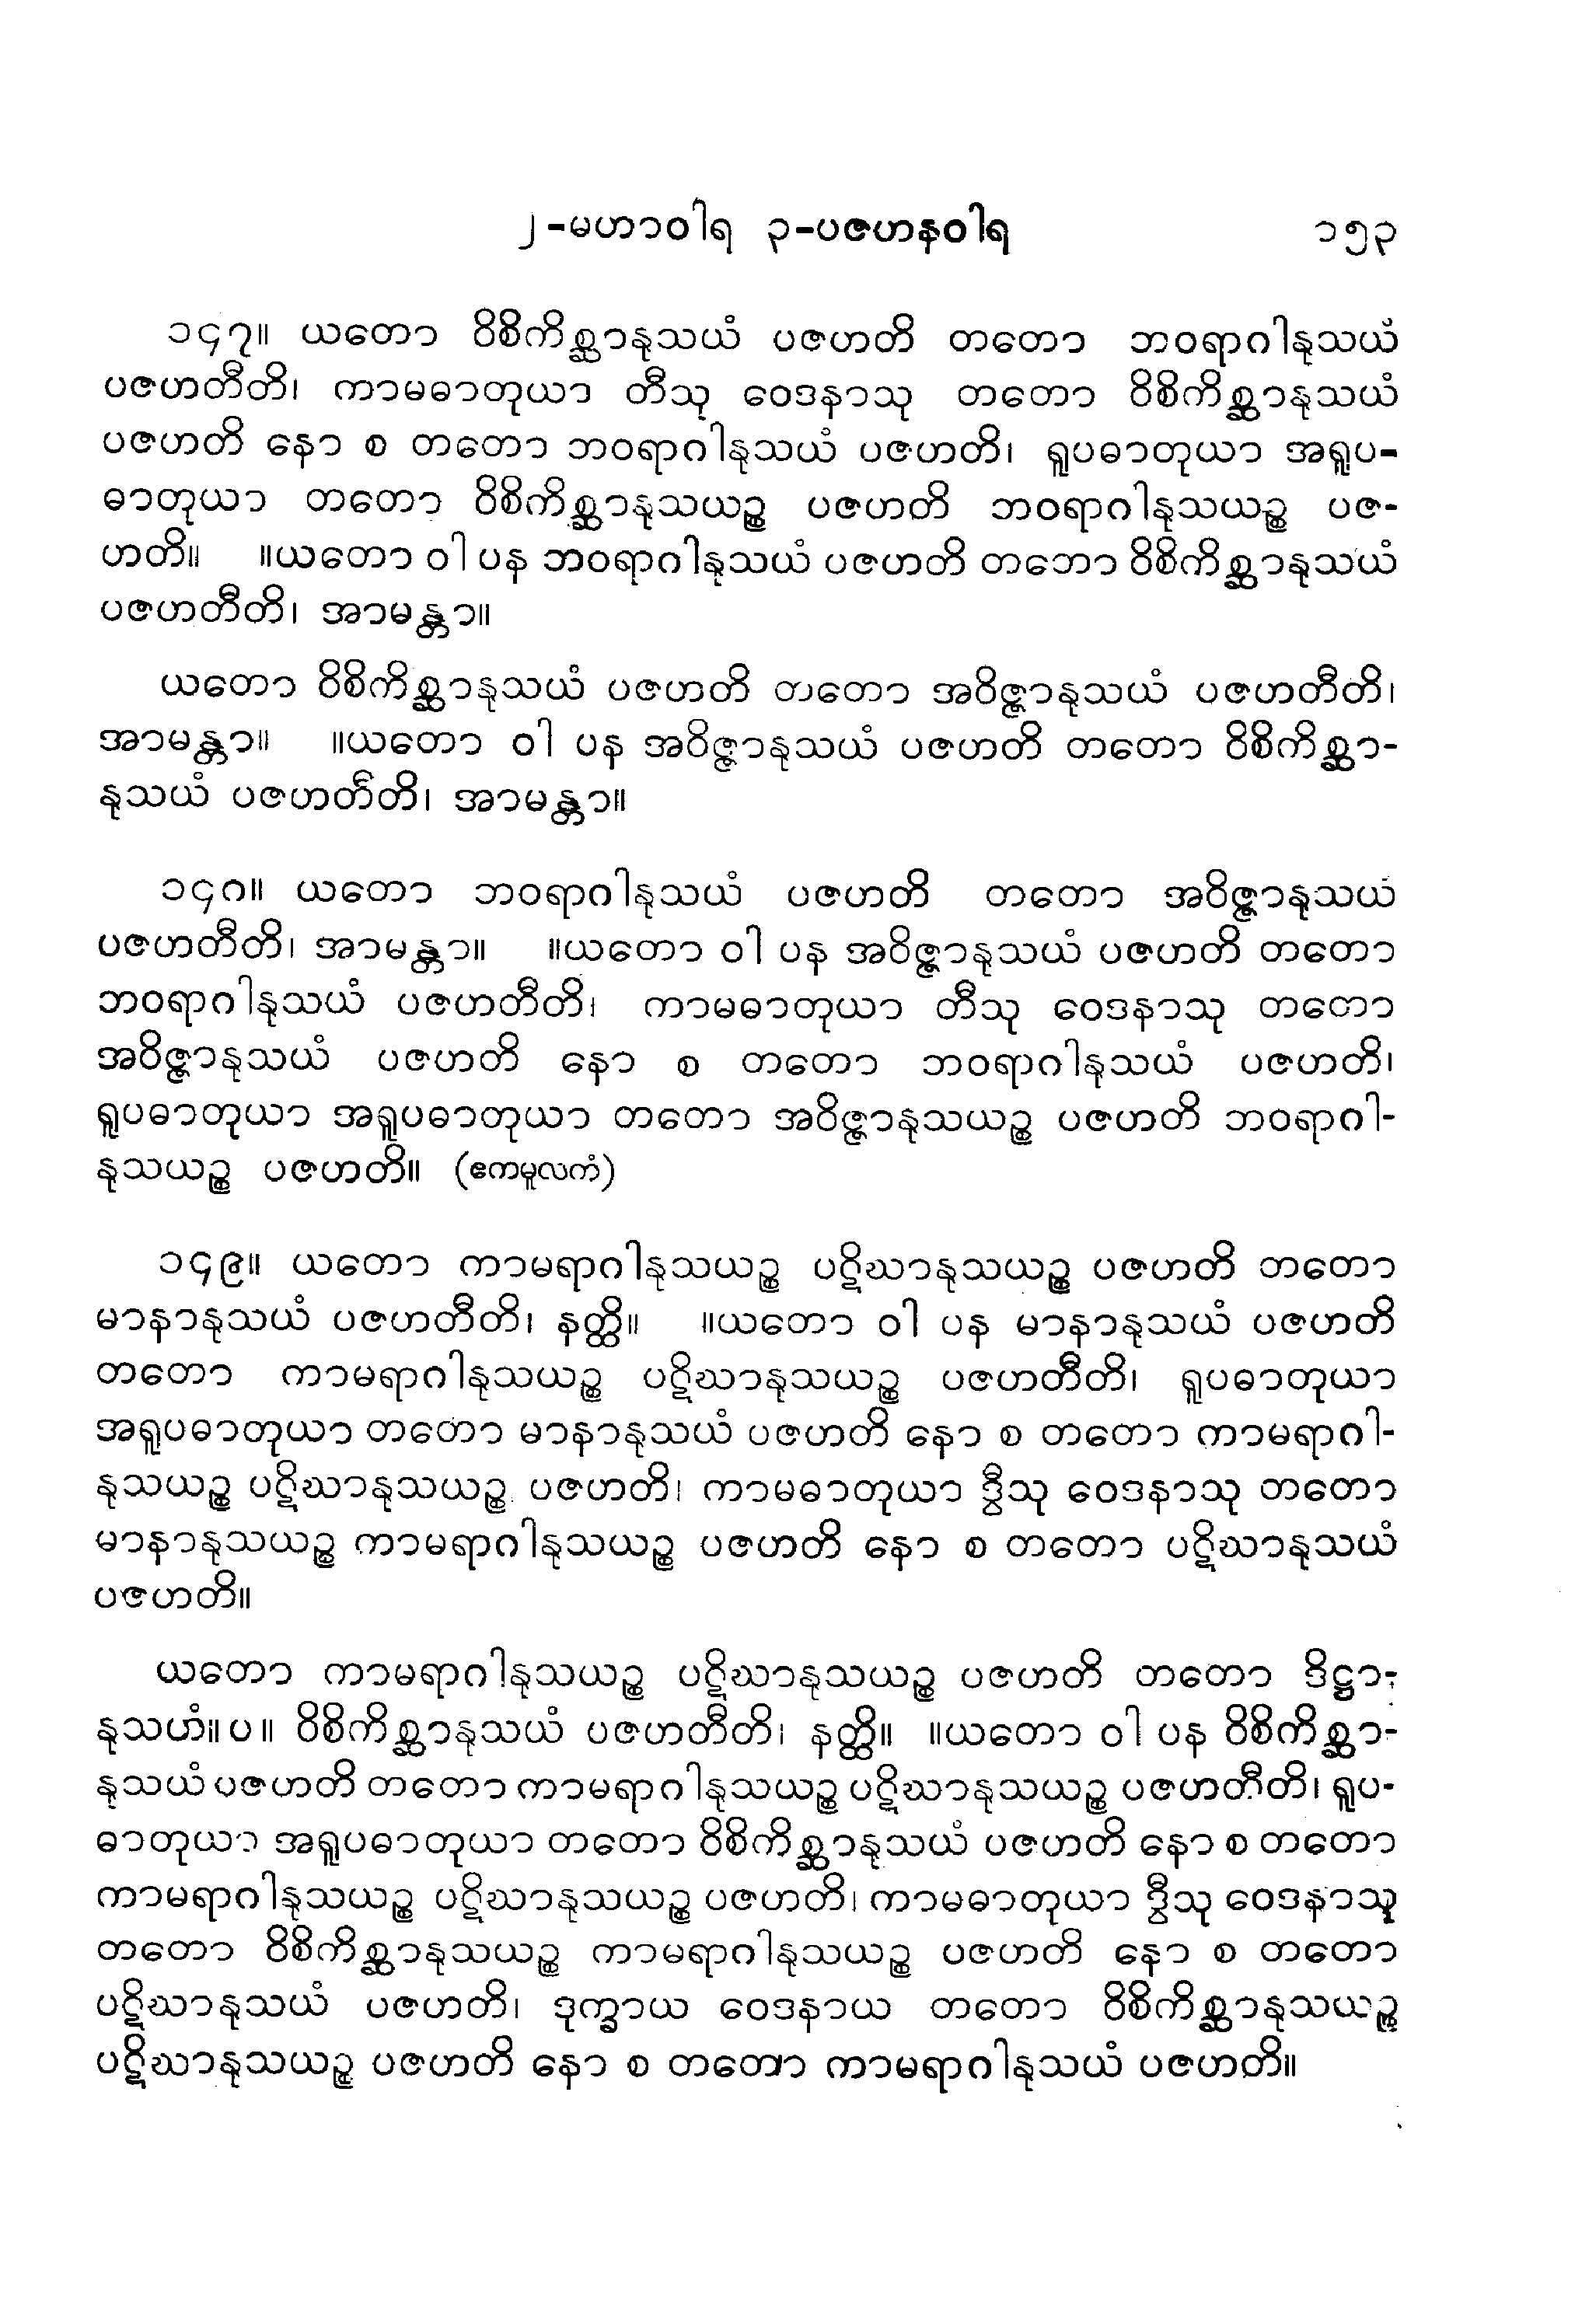 ၂-မဟာဝါရ ၃-ပဇဟနဝါရ ၁၅၃
၁၄၇။ ယတော ဝိစိကိစ္ဆာနုသယံ ပဇဟတိ တတော ဘဝရာဂါနုသယံ
ပဇဟတီတိ၊ ကာမဓာတုယာ တီသု ဝေဒနာသု တတော ဝိစိကိစ္ဆာနုသယံ
ပဇဟတိ နော စ တတော ဘဝရာဂါနုသယံ ပဇဟတိ၊ ရူပဓာတုယာ အရူပ-
ဓာတုယာ တတော ဝိစိကိစ္ဆာနုသယဉ္စ ပဇဟတိ ဘဝရာဂါနုသယဉ္စ ပဇ-
ဟတိ။ ။ယတော ဝါ ပန ဘဝရာဂါနုသယံ ပဇဟတိ တဘော ဝိစိကိစ္ဆာနုသယံ
ပဇဟတီတိ၊ အာမန္တာ။
ယတော ဝိစိကိစ္ဆာနုသယံ ပဇဟတိ တတော အဝိဇ္ဇာနုသယံ ပဇဟတီတိ၊
အာမန္တာ။ ။ယတော ဝါ ပန အဝိဇ္ဇာနုသယံ ပဇဟတိ တတော ဝိစိကိစ္ဆာ-
နုသယံ ပဇဟတီတိ၊ အာမန္တာ။
၁၄၈။ ယတော ဘဝရာဂါနုသယံ ပဇဟတိ တတော အဝိဇ္ဇာနုသယံ
ပဇဟတီတိ၊ အာမန္တာ။ ။ယတော ဝါ ပန အဝိဇ္ဇာနုသယံ ပဇဟတိ တတော
ဘဝရာဂါနုသယံ ပဇဟတီတိ၊ ကာမဓာတုယာ တီသု ဝေဒနာသု တတော
အဝိဇ္ဇာနုသယံ ပဇဟတိ နော စ တတော ဘဝရာဂါနုသယံ ပဇဟတိ၊
ရူပဓာတုယာ အရူပဓာတုယာ တတော အဝိဇ္ဇာနုသယဉ္စ ပဇဟတိ ဘဝရာဂါ-
နုသယဉ္စ ပဇဟတိ။ (ဧကမူလကံ)
၁၄၉။ ယတော ကာမရာဂါနုသယဉ္စ ပဋိဃာနုသယဉ္စ ပဇဟတိ တတော
မာနာနုသယံ ပဇဟတီတိ၊ နတ္ထိ။ ။ယတော ဝါ ပန မာနာနုသယံ ပဇဟတိ
တတော ကာမရာဂါနုသယဉ္စ ပဋိဃာနုသယဉ္စ ပဇဟတီတိ၊ ရူပဓာတုယာ
အရူပဓာတုယာ တတော မာနာနုသယံ ပဇဟတိ နော စ တတော ကာမရာဂါ-
နုသယဉ္စ ပဋိဃာနုသယဉ္စ ပဇဟတိ၊ ကာမဓာတုယာ ဒွီသု ဝေဒနာသု တတော
မာနာနုသယဉ္စ ကာမရာဂါနုသယဉ္စ ပဇဟတိ နော စ တတော ပဋိဃာနုသယံ
ပဇဟတိ။
ယတော ကာမရာဂါနုသယဉ္စ ပဋိဃာနုသယဉ္စ ပဇဟတိ တတော ဒိဋ္ဌာ-
နုသဟံ။ပ။ ဝိစိကိစ္ဆာနုသယံ ပဇဟတီတိ၊ နတ္ထိ။ ။ယတော ဝါ ပန ဝိစိကိစ္ဆာ-
နုသယံ ပဇဟတိ တတော ကာမရာဂါနုသယဉ္စ ပဋိဃာနုသယဉ္စ ပဇဟတီတိ၊ ရူပ-
ဓာတုယာ အရူပဓာတုယာ တတော ဝိစိကိစ္ဆာနုသယံ ပဇဟတိ နော စ တတော
ကာမရာဂါနုသယဉ္စ ပဋိဃာနုသယဉ္စ ပဇဟတိ၊ ကာမဓာတုယာ ဒွီသု ဝေဒနာသု
တတော ဝိစိကိစ္ဆာနုသယဉ္စ ကာမရာဂါနုသယဉ္စ ပဇဟတိ နော စ တတော
ပဋိဃာနုသယံ ပဇဟတိ၊ ဒုက္ခာယ ဝေဒနာယ တတော ဝိစိကိစ္ဆာနုသယဉ္စ
ပဋိဃာနုသယဉ္စ ပဇဟတိ နော စ တတော ကာမရာဂါနုသယံ ပဇဟတိ။